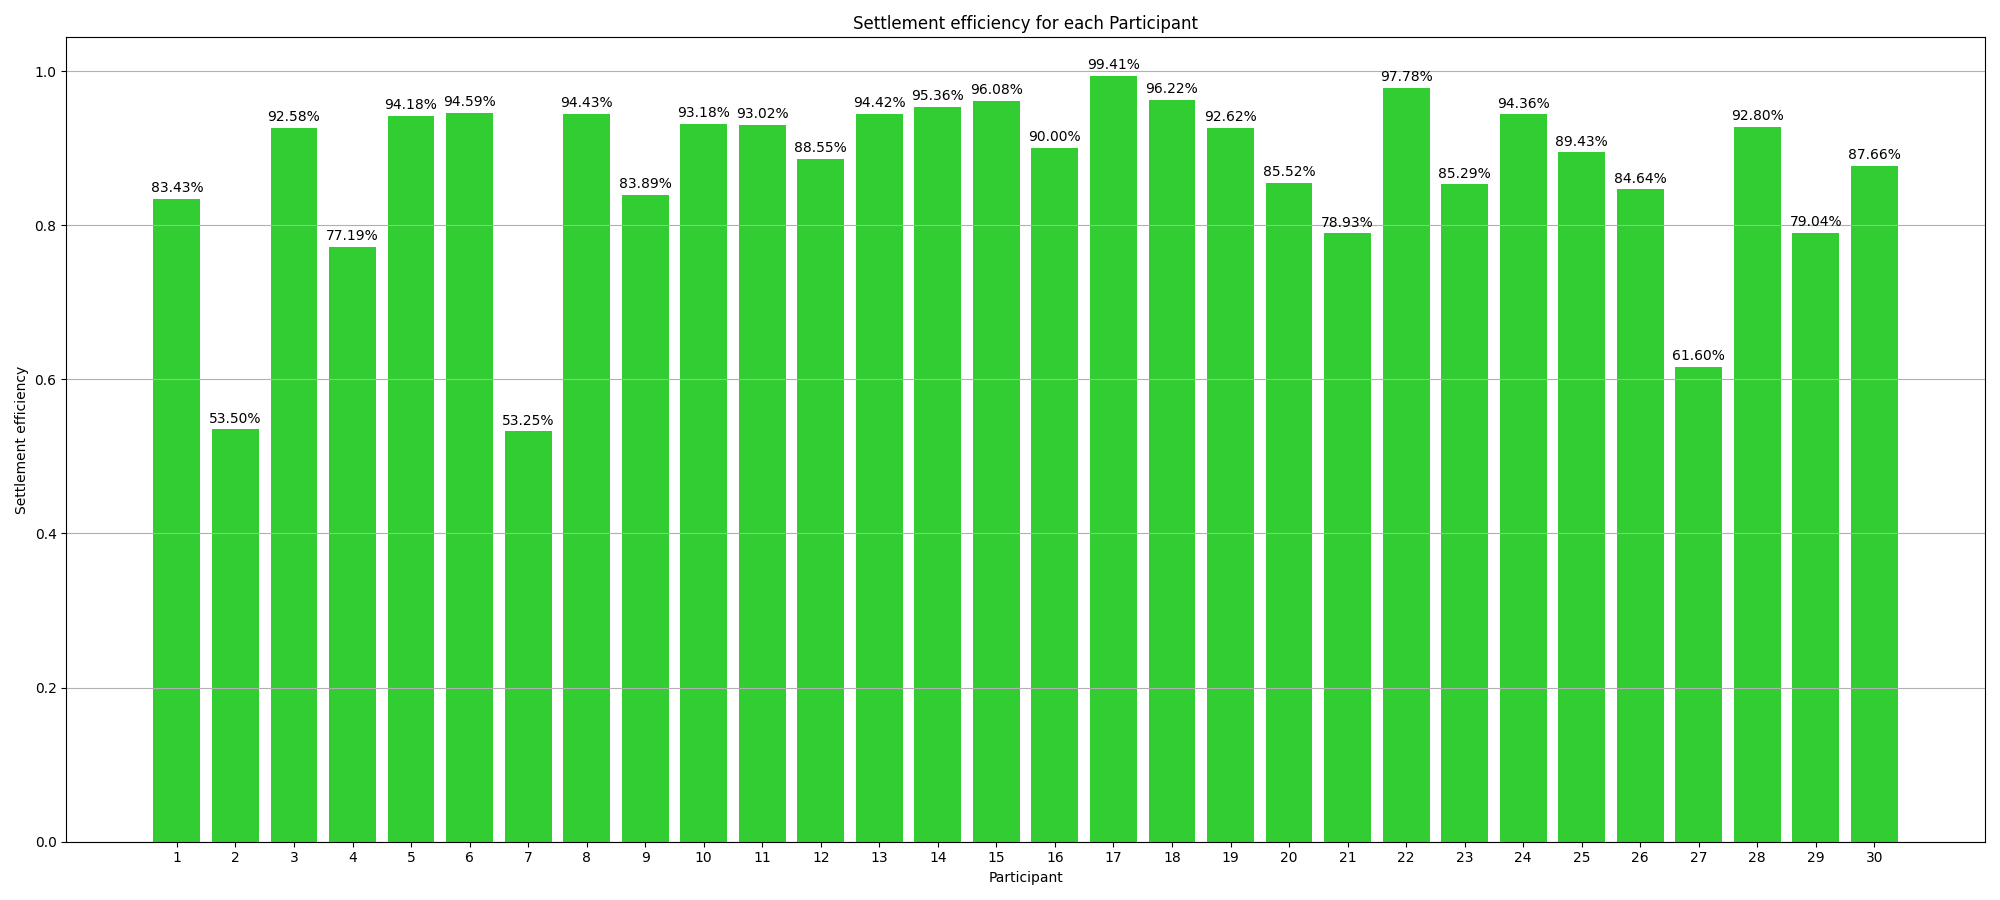 Settlement efficiency for each Participant
Settlement efficiency
1.0
0.8
0.6
0.4
0.2
0.0
83.43% 53.50% 92.58% 77.19% 94.18% 94.59% 53.25% 94.43% 83.89% 93.18% 93.02% 88.55% 94.42% 95.36% 96.08% 90.00% 99.41% 96.22% 92.62% 85.52% 78.93% 97.78% 85.29% 94.36% 89.43% 84.64% 61.60% 92.80% 79.04% 87.66%
1 2 3 4 5 6 7 8 9 10 11 12 13 14 15 16 17 18 19 20 21 22 23 24 25 26 27 28 29 30
Participant